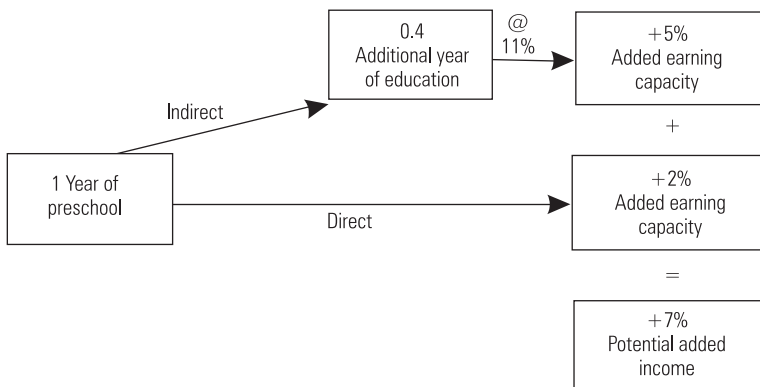 0.4
Additional year
of education
@
11%
+5%
Added earning
capacity
Indirect
+
1 Year of
preschool
Direct
+2%
Added earning
capacity
=
+7%
Potential added
income